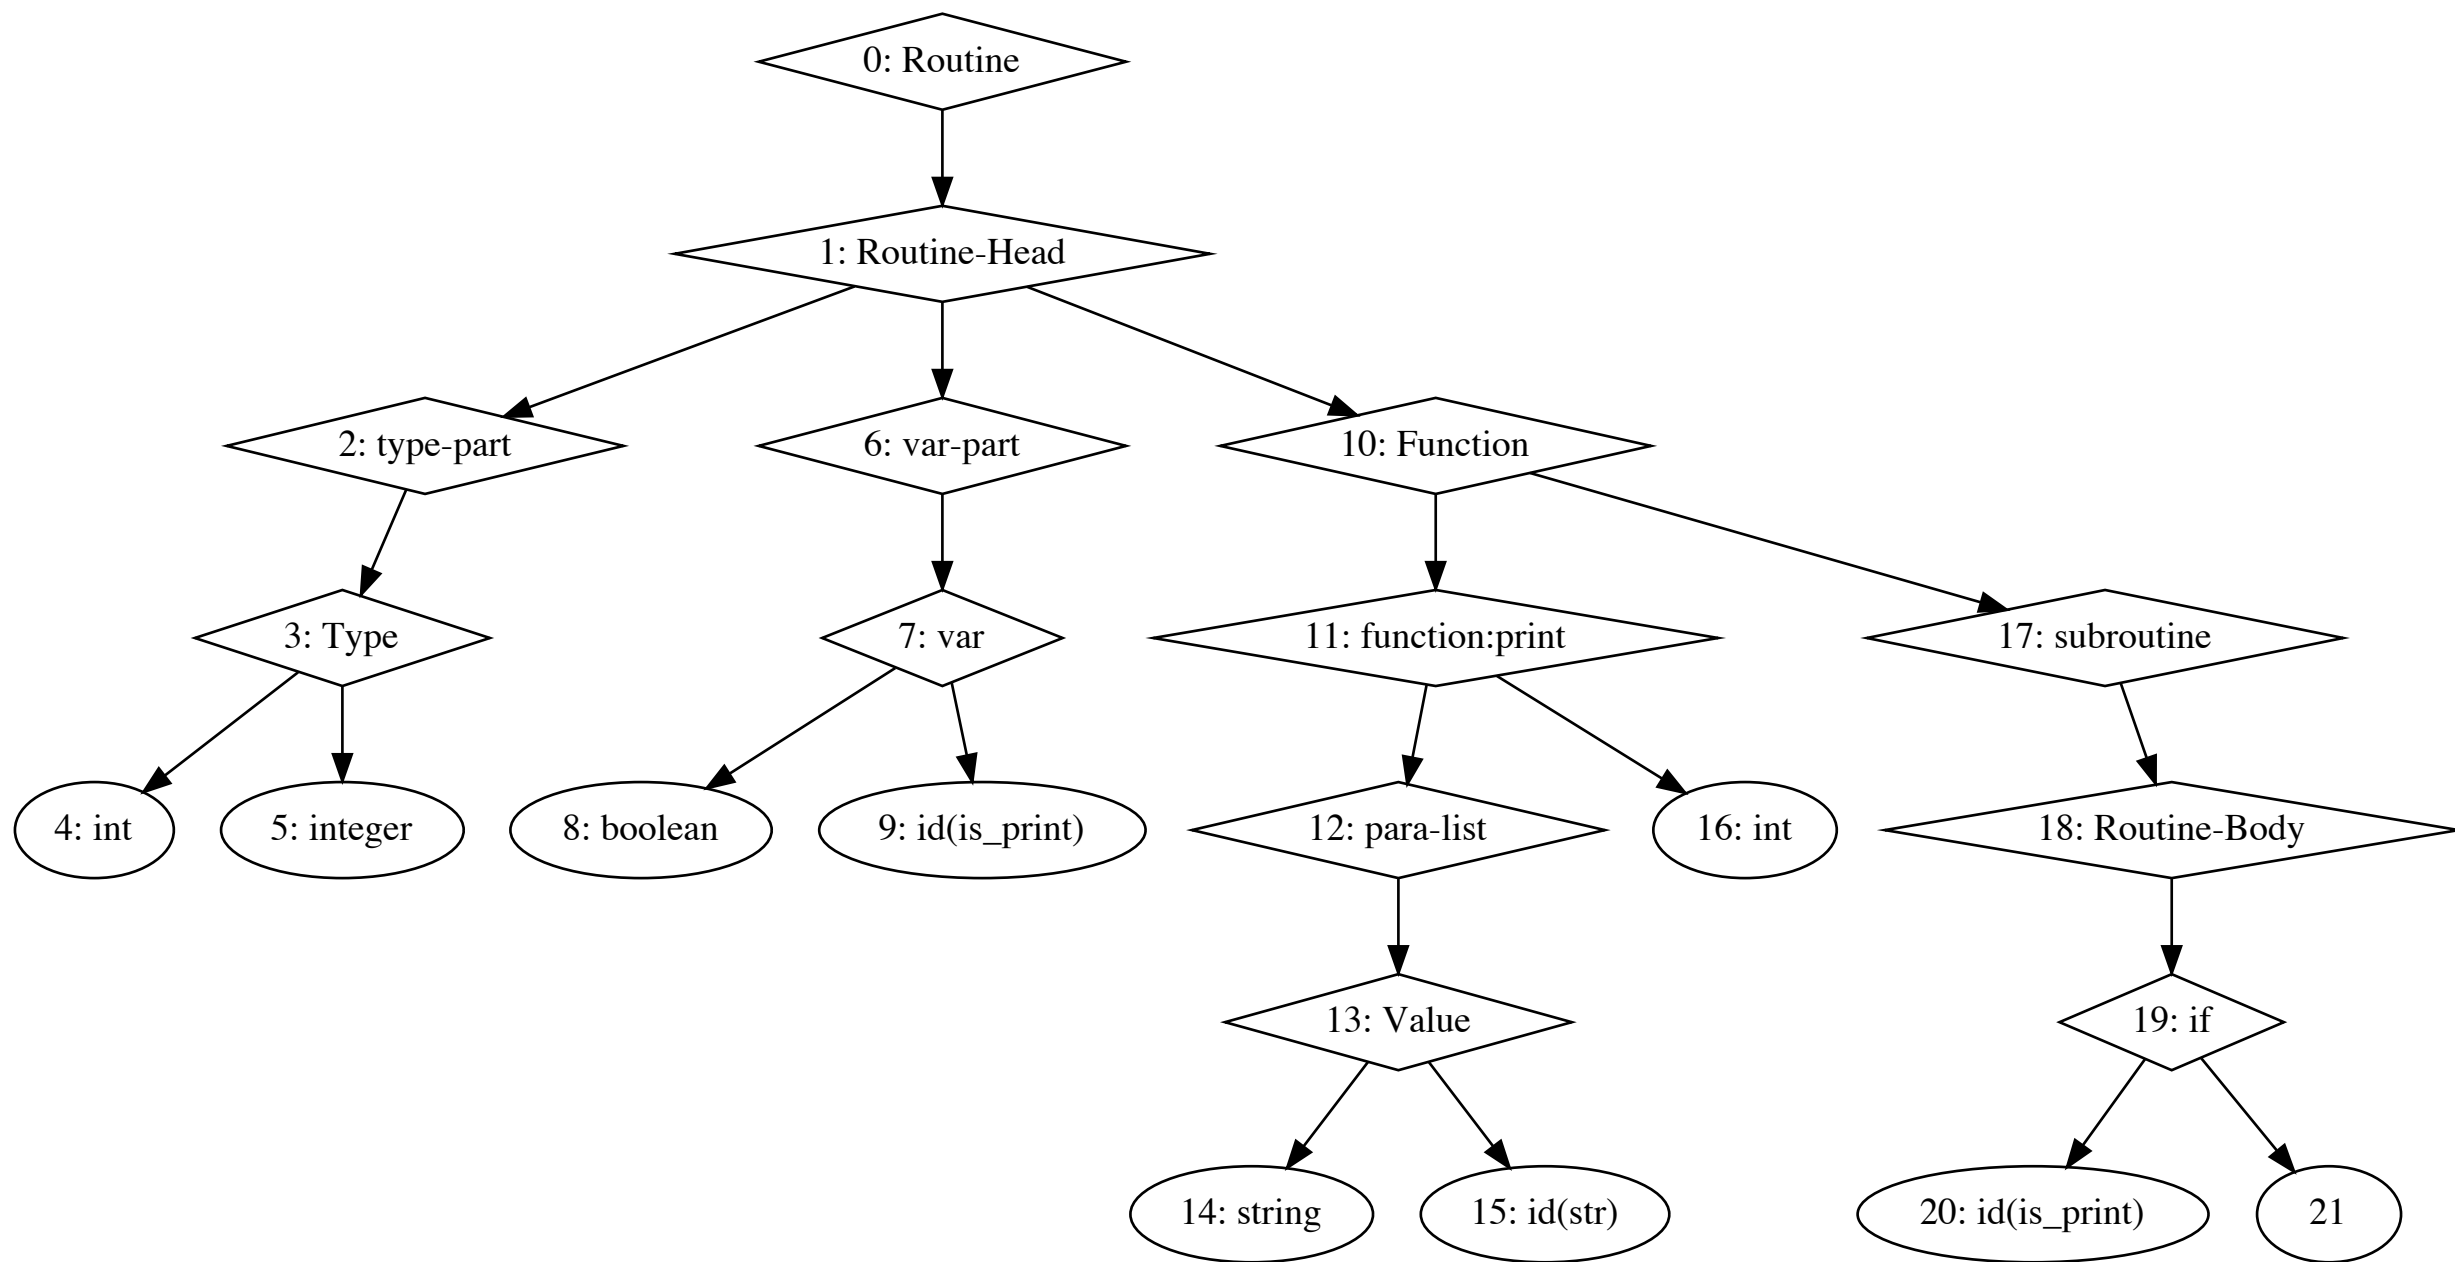 0: Routine
1: Routine-Head
2: type-part
6: var-part
10: Function
3: Type
7: var
11: function:print
17: subroutine
4: int
5: integer
8: boolean
9: id(is_print)
12: para-list
16: int
18: Routine-Body
13: Value
19: if
14: string
15: id(str)
20: id(is_print)
21